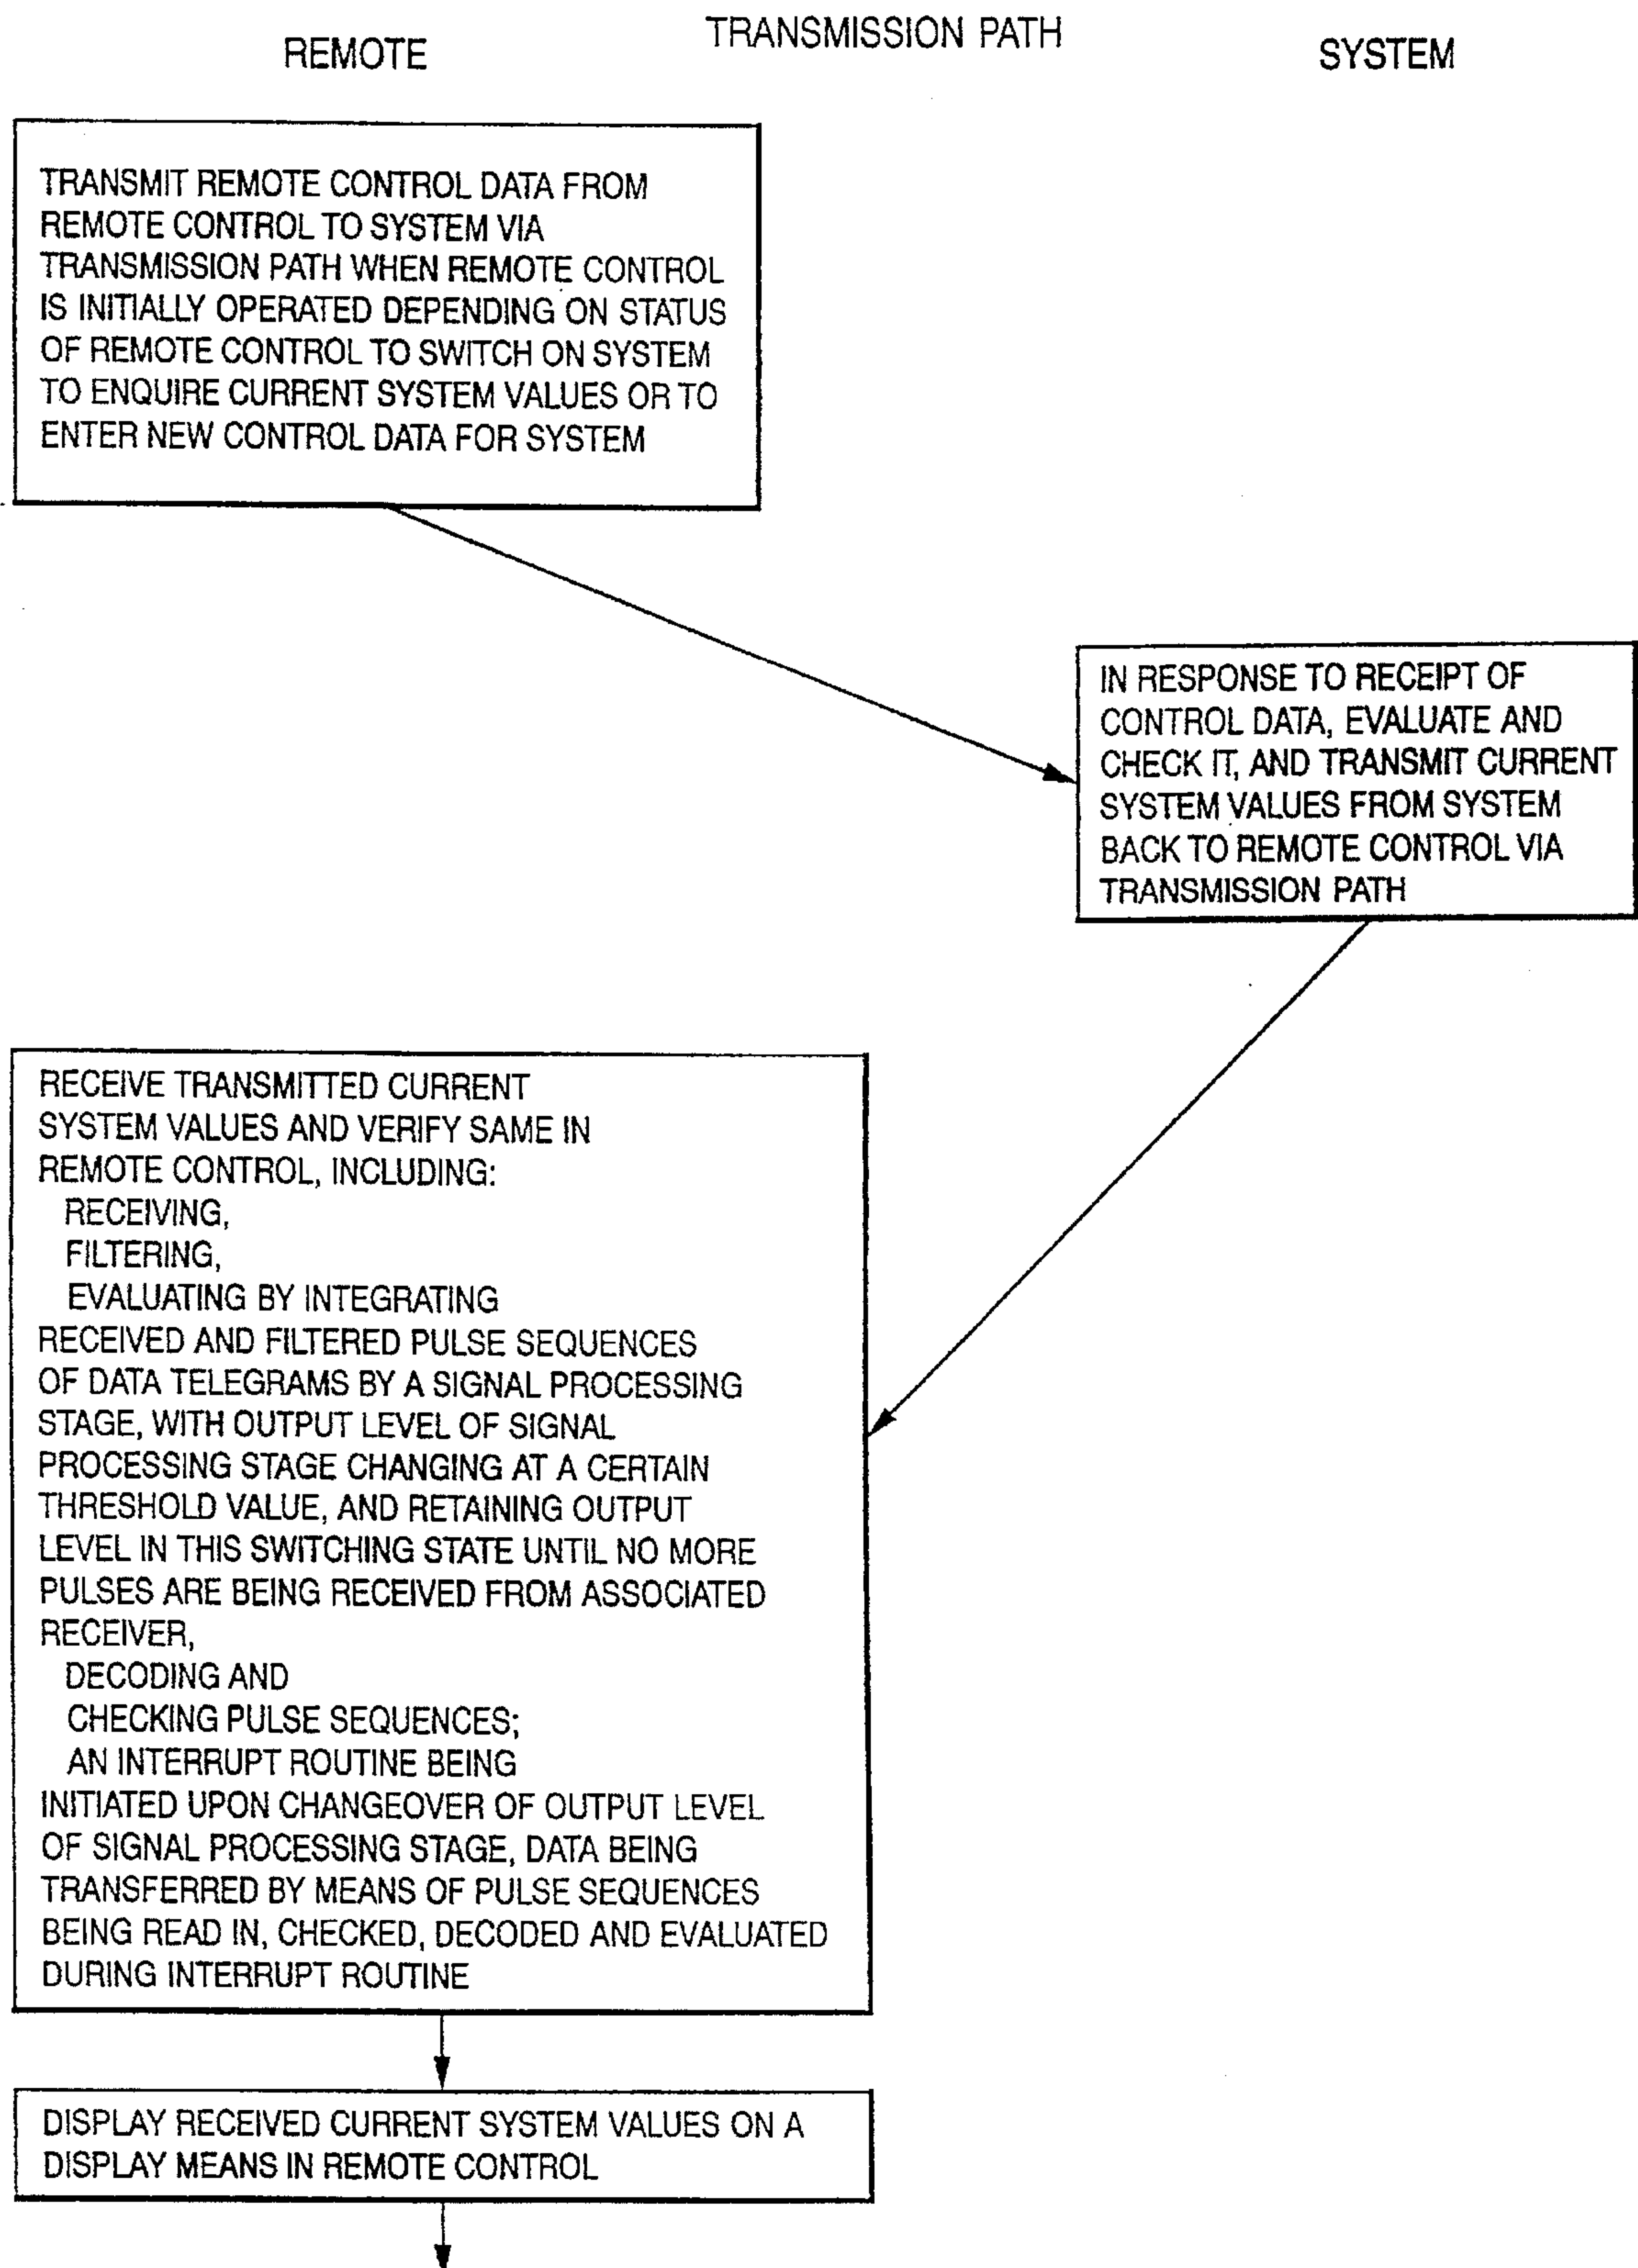 REMOTE
TRANSMISSION PATH
SYSTEM
TRANSMIT REMOTE CONTROL DATA FROM
REMOTE CONTROL TO SYSTEM VIA
TRANSMISSION PATH WHEN REMOTE CONTROL
IS INITIALLY OPERATED DEPENDING ON STATUS
OF REMOTE CONTROL TO SWITCH ON SYSTEM
TO ENQUIRE CURRENT SYSTEM VALUES OR TO
ENTER NEW CONTROL DATA FOR SYSTEM
IN RESPONSE TO RECEIPT OF
CONTROL DATA, EVALUATE AND
CHECK IT, AND TRANSMIT CURRENT
SYSTEM VALUES FROM SYSTEM
BACK TO REMOTE CONTROL VIA
TRANSMISSION PATH
RECEIVE TRANSMITTED CURRENT
SYSTEM VALUES AND VERIFY SAME IN
REMOTE CONTROL, INCLUDING:
RECEIVING,
FILTERING,
EVALUATING BY INTEGRATING
RECEIVED AND FILTERED PULSE SEQUENCES
OF DATA TELEGRAMS BY A SIGNAL PROCESSING
STAGE, WITH OUTPUT LEVEL OF SIGNAL
PROCESSING STAGE CHANGING AT A CERTAIN
THRESHOLD VALUE, AND RETAINING OUTPUT
LEVEL IN THIS SWITCHING STATE UNTIL NO MORE
PULSES ARE BEING RECEIVED FROM ASSOCIATED
RECEIVER,
DECODING AND
CHECKING PULSE SEQUENCES;
AN INTERRUPT ROUTINE BEING
INITIATED UPON CHANGEOVER OF OUTPUT LEVEL
OF SIGNAL PROCESSING STAGE, DATA BEING
TRANSFERRED BY MEANS OF PULSE SEQUENCES
BEING READ IN, CHECKED, DECODED AND EVALUATED
DURING INTERRUPT ROUTINE
DISPLAY RECEIVED CURRENT SYSTEM VALUES ON A
DISPLAY MEANS IN REMOTE CONTROL